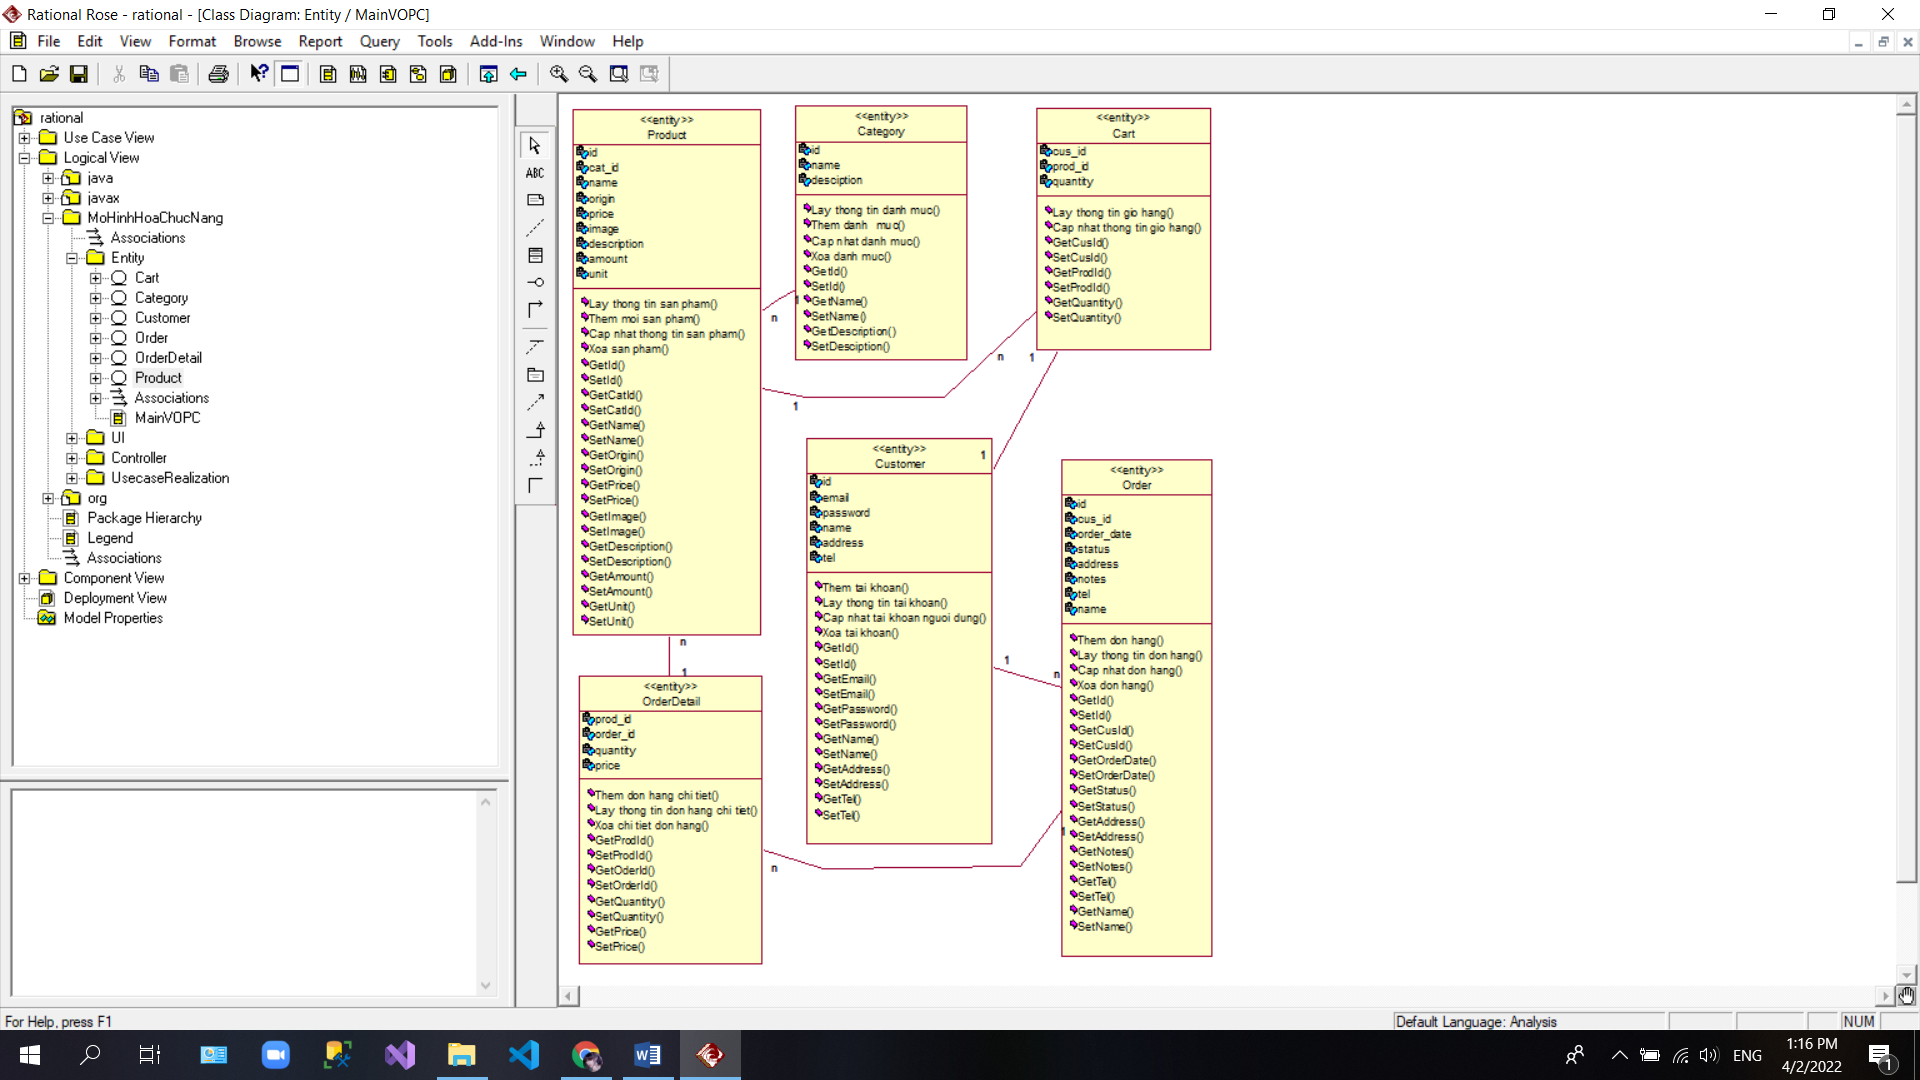 Rational Rose - rational - [Class Diagram: Entity / MainVOPC]
File Edit View Format Browse Report Query Tools Add-Ins Window Help
rational
Use Case View
Logical View
java
javax
MoHinhHoaChucNang
Associations
Entity
Cart
Category
Customer
Order
OrderDetail
Product
Associations
MainVOPC
UI
Controller
UsecaseRealization
org
Package Hierarchy
Legend
Associations
Component View
Deployment View
Model Properties
ABC
<<entity>>
Product
id
cat_id
name
origin
price
image
description
amount
unit
Lay thong tin san pham()
Them moi san pham()
Cap nhat thong tin san pham()
Xoa san pham()
GetId()
SetId()
GetCatId()
SetCatId()
GetName()
SetName()
GetOrigin()
SetOrigin()
GetPrice()
SetPrice()
GetImage()
SetImage()
GetDescription()
SetDescription()
GetAmount()
SetAmount()
GetUnit()
SetUnit()
<<entity>>
Category
id
name
desciption
Lay thong tin danh muc()
Them danh muc()
Cap nhat danh muc()
Xoa danh muc()
GetId()
SetId()
GetName()
SetName()
GetDescription()
SetDesciption()
<<entity>>
Cart
cus_id
prod_id
quantity
Lay thong tin gio hang()
Cap nhat thong tin gio hang()
GetCusId()
SetCusId()
GetProdId()
SetProdId()
GetQuantity()
SetQuantity()
n
1
1
n
1
1
<<entity>>
Customer
id
email
password
name
address
tel
Them tai khoan()
Lay thong tin tai khoan()
Cap nhat tai khoan nguoi dung()
Xoa tai khoan()
GetId()
SetId()
GetEmail()
SetEmail()
GetPassword()
SetPassword()
GetName()
SetName()
GetAddress()
SetAddress()
GetTel()
SetTel()
<<entity>>
Order
id
cus_id
order_date
status
address
notes
tel
name
Them don hang()
Lay thong tin don hang()
Cap nhat don hang()
Xoa don hang()
GetId()
SetId()
GetCusId()
SetCusId()
GetOrderDate()
SetOrderDate()
GetStatus()
SetStatus()
GetAddress()
SetAddress()
GetNotes()
SetNotes()
GetTel()
SetTel()
GetName()
SetName()
1
n
n
1
<<entity>>
OrderDetail
prod_id
order_id
quantity
price
Them don hang chi tiet()
Lay thong tin don hang chi tiet()
Xoa chi tiet don hang()
GetProdId()
SetProdId()
GetOderId()
SetOrderId()
GetQuantity()
SetQuantity()
GetPrice()
SetPrice()
n
1
For Help, press F1
Default Language: Analysis
NUM
ENG
1:16 PM
4/2/2022
1